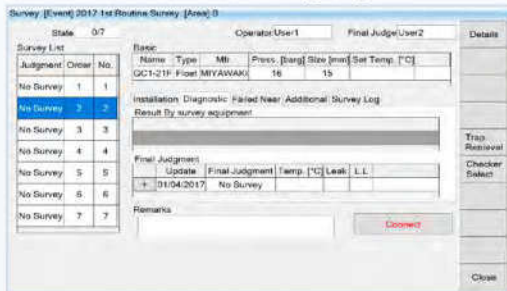 Survey [Event] 2017 1st Routine Survey [Area] B
State 0/7 Operator User1 Final Judge User2 Details
Survey List
Judgment Order No.
No Survey 1 1
No Survey 2 2
No Survey 3 3
No Survey 4 4
No Survey 5 5
No Survey 6 6
No Survey 7 7
Basic
Name Type Mfr. Press. [barg] Size [mm] Set Temp. [°C]
GC1-21F Float MIYAWAKI 16 15
Installation Diagnostic Failed Near Additional Survey Log
Result By survey equipment
Final Judgment
Update Final Judgment Temp. [°C] Leak L.L
+ 01/04/2017 No Survey
Remarks
Connect
Trap
Retrieval
Checker
Select
Close